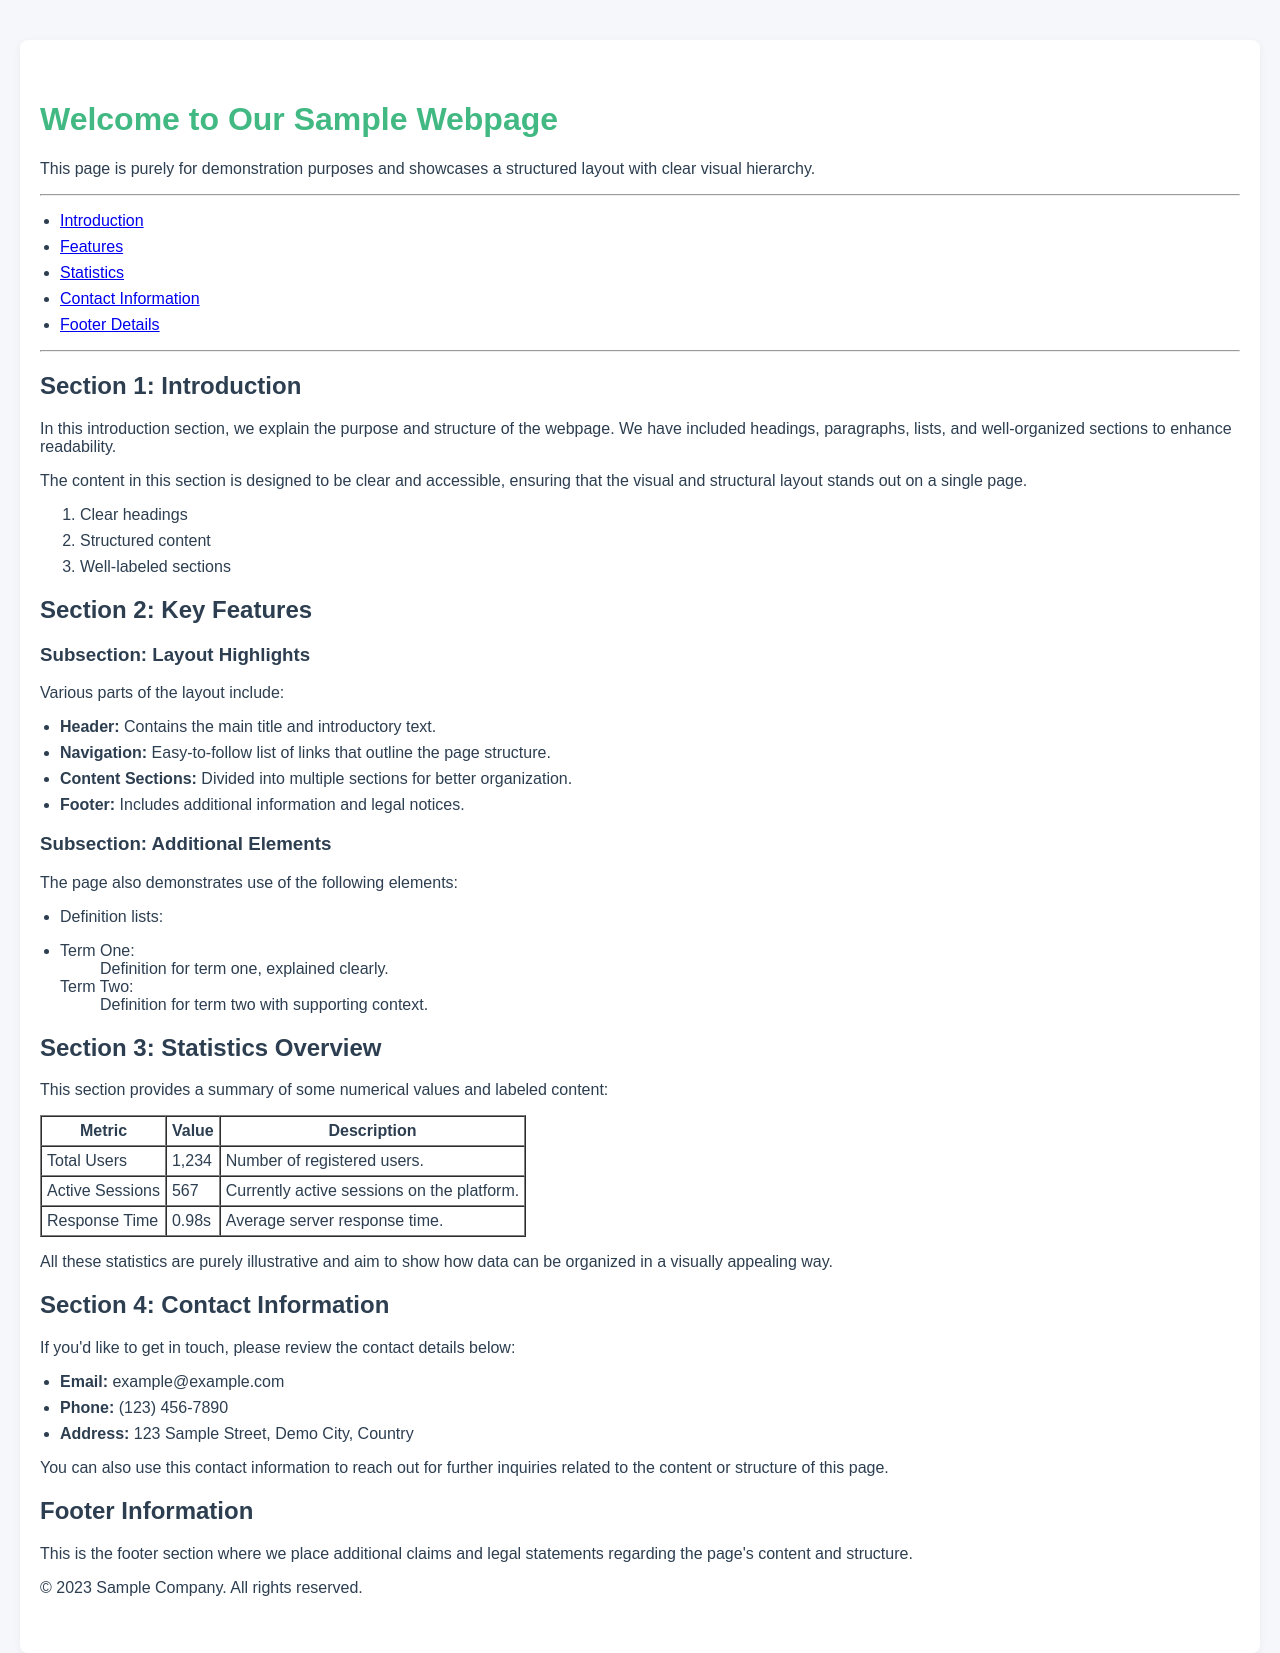 Welcome to Our Sample Webpage
This page is purely for demonstration purposes and showcases a structured layout with clear visual hierarchy.
Introduction
Features
Statistics
Contact Information
Footer Details
Section 1: Introduction
In this introduction section, we explain the purpose and structure of the webpage. We have included headings, paragraphs, lists, and well-organized sections to enhance
readability.
The content in this section is designed to be clear and accessible, ensuring that the visual and structural layout stands out on a single page.
1. Clear headings
2. Structured content
3. Well-labeled sections
Section 2: Key Features
Subsection: Layout Highlights
Various parts of the layout include:
Header: Contains the main title and introductory text.
Navigation: Easy-to-follow list of links that outline the page structure.
Content Sections: Divided into multiple sections for better organization.
Footer: Includes additional information and legal notices.
Subsection: Additional Elements
The page also demonstrates use of the following elements:
Definition lists:
Term One:
Definition for term one, explained clearly.
Term Two:
Definition for term two with supporting context.
Section 3: Statistics Overview
This section provides a summary of some numerical values and labeled content:
Metric Value Description
Total Users 1,234 Number of registered users.
Active Sessions 567 Currently active sessions on the platform.
Response Time 0.98s Average server response time.
All these statistics are purely illustrative and aim to show how data can be organized in a visually appealing way.
Section 4: Contact Information
If you'd like to get in touch, please review the contact details below:
Email: example@example.com
Phone: (123) 456-7890
Address: 123 Sample Street, Demo City, Country
You can also use this contact information to reach out for further inquiries related to the content or structure of this page.
Footer Information
This is the footer section where we place additional claims and legal statements regarding the page's content and structure.
© 2023 Sample Company. All rights reserved.